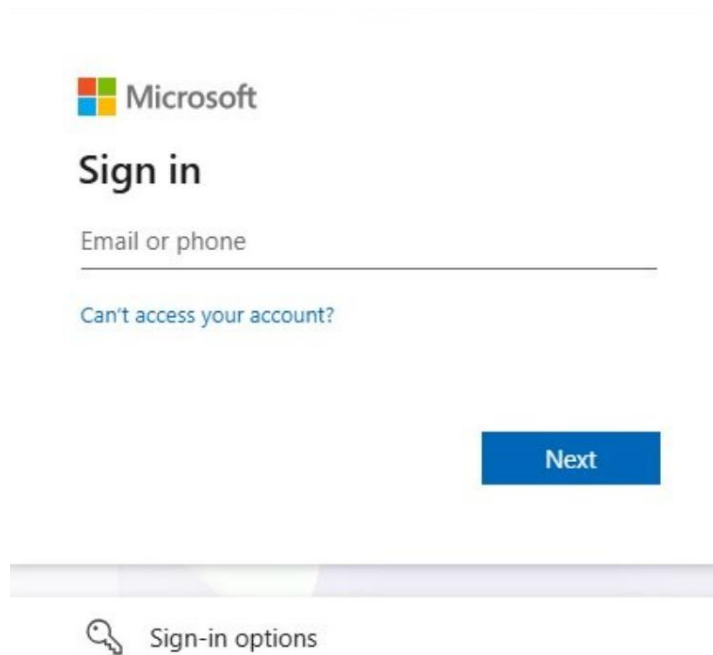 Microsoft
Sign in
Email or phone
Can't access your account?
Next
Sign-in options